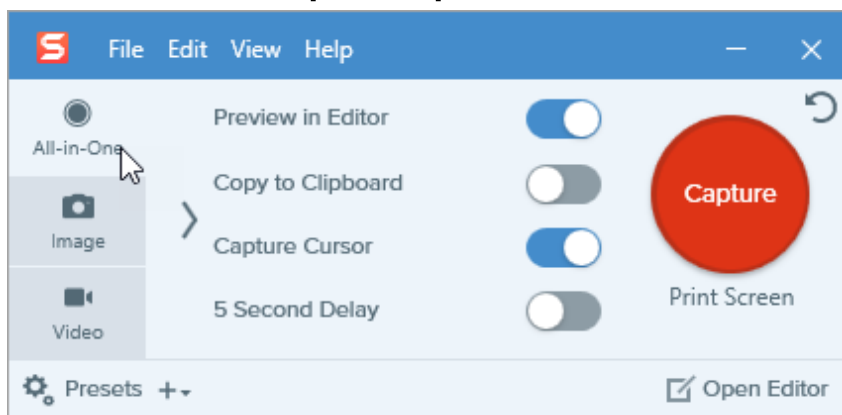 S File Edit View Help
All-in-One
Image
Video
Preview in Editor
Copy to Clipboard
Capture Cursor
5 Second Delay
Capture
Print Screen
Presets
Open Editor